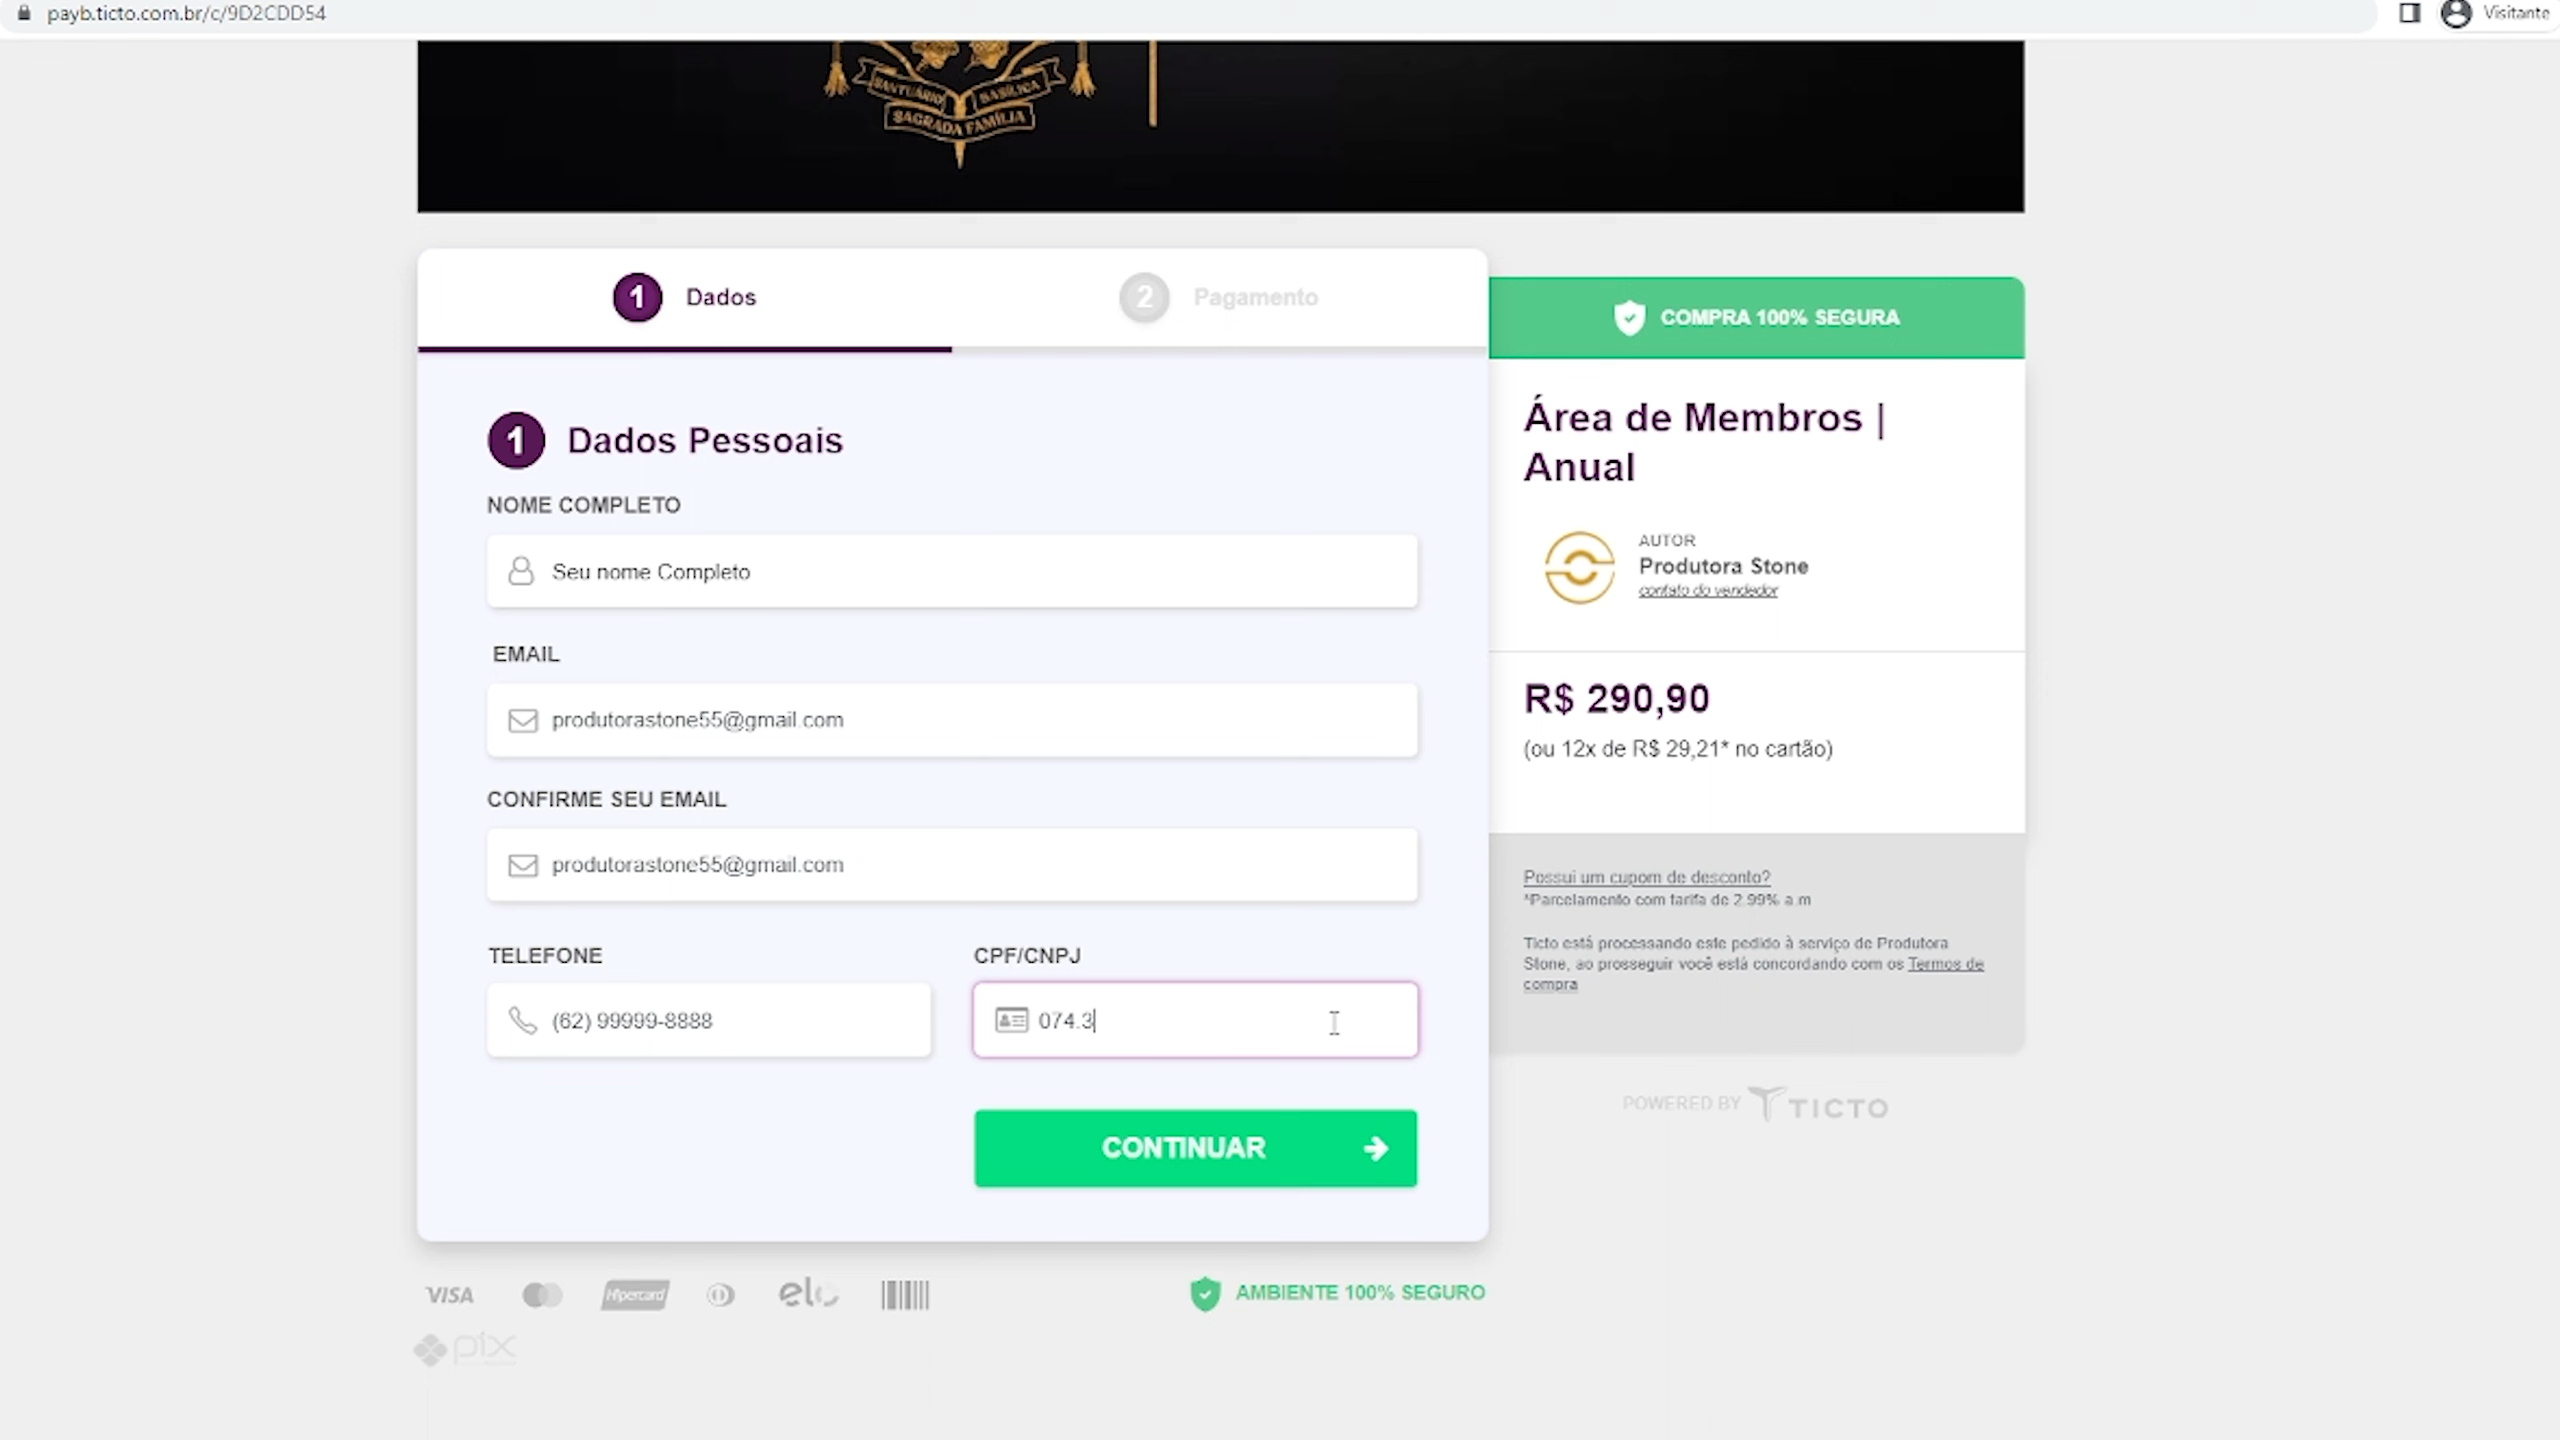 payb.ticto.com.br/c/9D2CDD54
Visitante
SANTUÁRIO BASÍLICA
SAGRADA FAMÍLIA
1 Dados
2 Pagamento
COMPRA 100% SEGURA
1 Dados Pessoais
NOME COMPLETO
Seu nome Completo
EMAIL
produtorastone55@gmail.com
CONFIRME SEU EMAIL
produtorastone55@gmail.com
TELEFONE
(62) 99999-8888
CPF/CNPJ
074.3
CONTINUAR
Área de Membros |
Anual
AUTOR
Produtora Stone
contato do vendedor
R$ 290,90
(ou 12x de R$ 29,21* no cartão)
Possui um cupom de desconto?
*Parcelamento com tarifa de 2.99% a.m
Ticto está processando este pedido à serviço de Produtora
Stone, ao prosseguir você está concordando com os Termos de
compra
POWERED BY TICTO
VISA
Hipercard
elo
AMBIENTE 100% SEGURO
pix